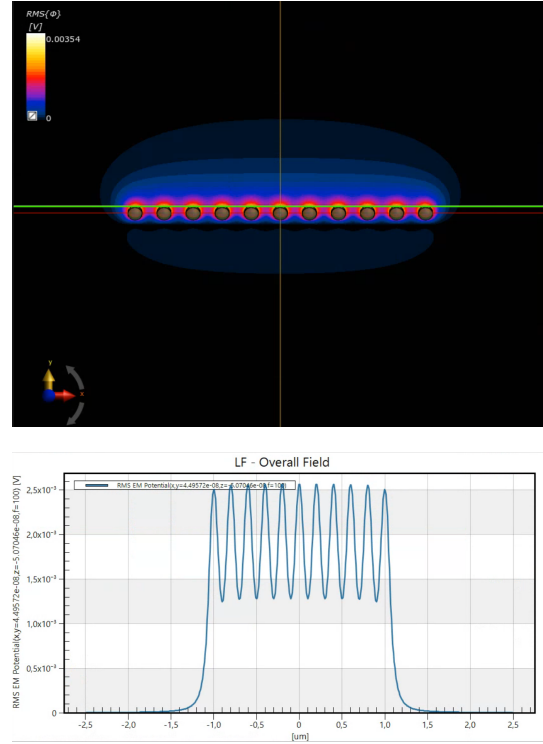 RMS{Φ}
[V]
0.00354
0
Y
X
LF - Overall Field
RMS EM Potential(x,y=4.49572e-08,z=-5.07046e-08,f=100)
RMS EM Potential(x,y=4.49572e-08,z=-5.07046e-08,f=100) [V]
2,5x10⁻³
2,0x10⁻³
1,5x10⁻³
1,0x10⁻³
0,5x10⁻³
0
-2,5 -2,0 -1,5 -1,0 -0,5 0 0,5 1,0 1,5 2,0 2,5
[um]